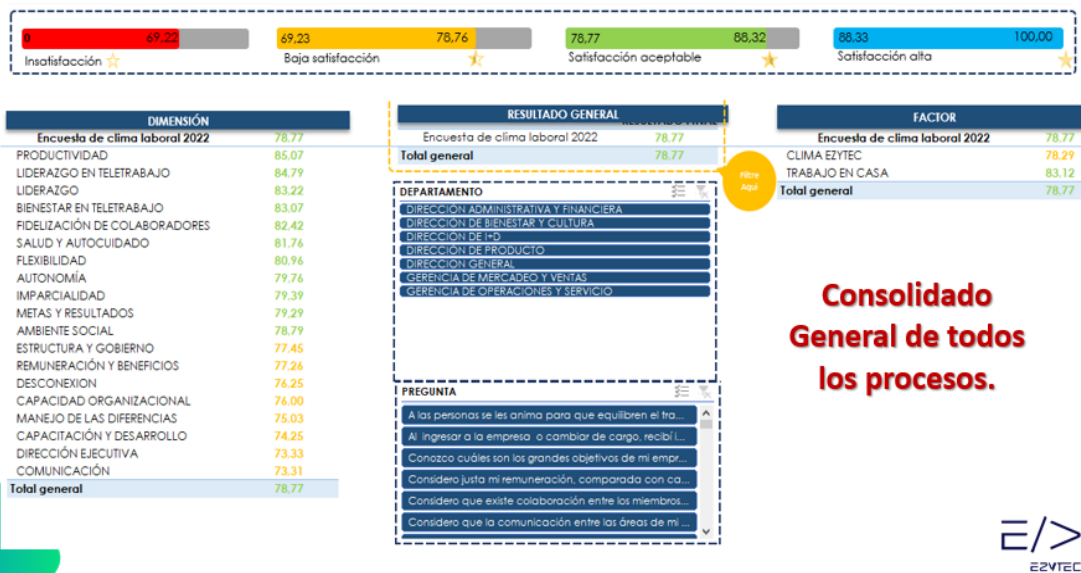 0 69,22
Insatisfacción
69,23 78,76
Baja satisfacción
78,77 88,32
Satisfacción aceptable
88,33 100,00
Satisfacción alta
DIMENSIÓN
Encuesta de clima laboral 2022 78.77
PRODUCTIVIDAD 85.07
LIDERAZGO EN TELETRABAJO 84.79
LIDERAZGO 83.22
BIENESTAR EN TELETRABAJO 83.07
FIDELIZACIÓN DE COLABORADORES 82.42
SALUD Y AUTOCUIDADO 81.76
FLEXIBILIDAD 80.96
AUTONOMÍA 79.76
IMPARCIALIDAD 79.39
METAS Y RESULTADOS 79.29
AMBIENTE SOCIAL 78.79
ESTRUCTURA Y GOBIERNO 77.45
REMUNERACIÓN Y BENEFICIOS 77.26
DESCONEXION 76.25
CAPACIDAD ORGANIZACIONAL 76.00
MANEJO DE LAS DIFERENCIAS 75.03
CAPACITACIÓN Y DESARROLLO 74.25
DIRECCIÓN EJECUTIVA 73.33
COMUNICACIÓN 73.31
Total general 78.77
RESULTADO GENERAL
RESULTADO FINAL
Encuesta de clima laboral 2022 78.77
Total general 78.77
Filtre
Aqui
DEPARTAMENTO
DIRECCIÓN ADMINISTRATIVA Y FINANCIERA
DIRECCIÓN DE BIENESTAR Y CULTURA
DIRECCIÓN DE I+D
DIRECCIÓN DE PRODUCTO
DIRECCIÓN GENERAL
GERENCIA DE MERCADEO Y VENTAS
GERENCIA DE OPERACIONES Y SERVICIO
PREGUNTA
A las personas se les anima para que equilibren el tra...
Al ingresar a la empresa o cambiar de cargo, recibí i...
Conozco cuáles son los grandes objetivos de mi empr...
Considero justa mi remuneración, comparada con ca...
Considero que existe colaboración entre los miembros...
Considero que la comunicación entre las áreas de mi ...
FACTOR
Encuesta de clima laboral 2022 78.77
CLIMA EZYTEC 78.29
TRABAJO EN CASA 83.12
Total general 78.77
Consolidado
General de todos
los procesos.
EZYTEC